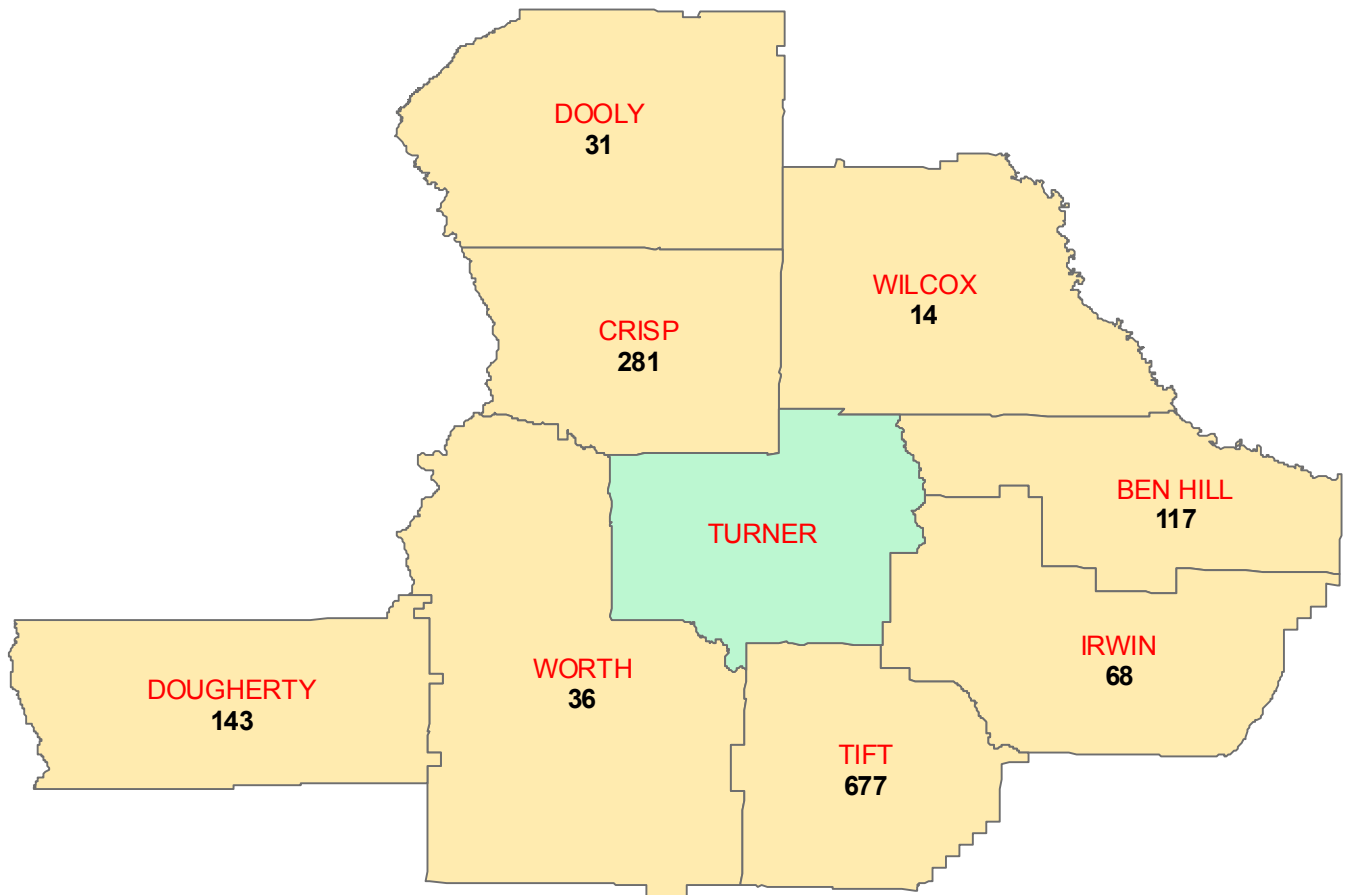 DOOLY
31
WILCOX
14
CRISP
281
BEN HILL
117
TURNER
IRWIN
68
WORTH
36
DOUGHERTY
143
TIFT
677